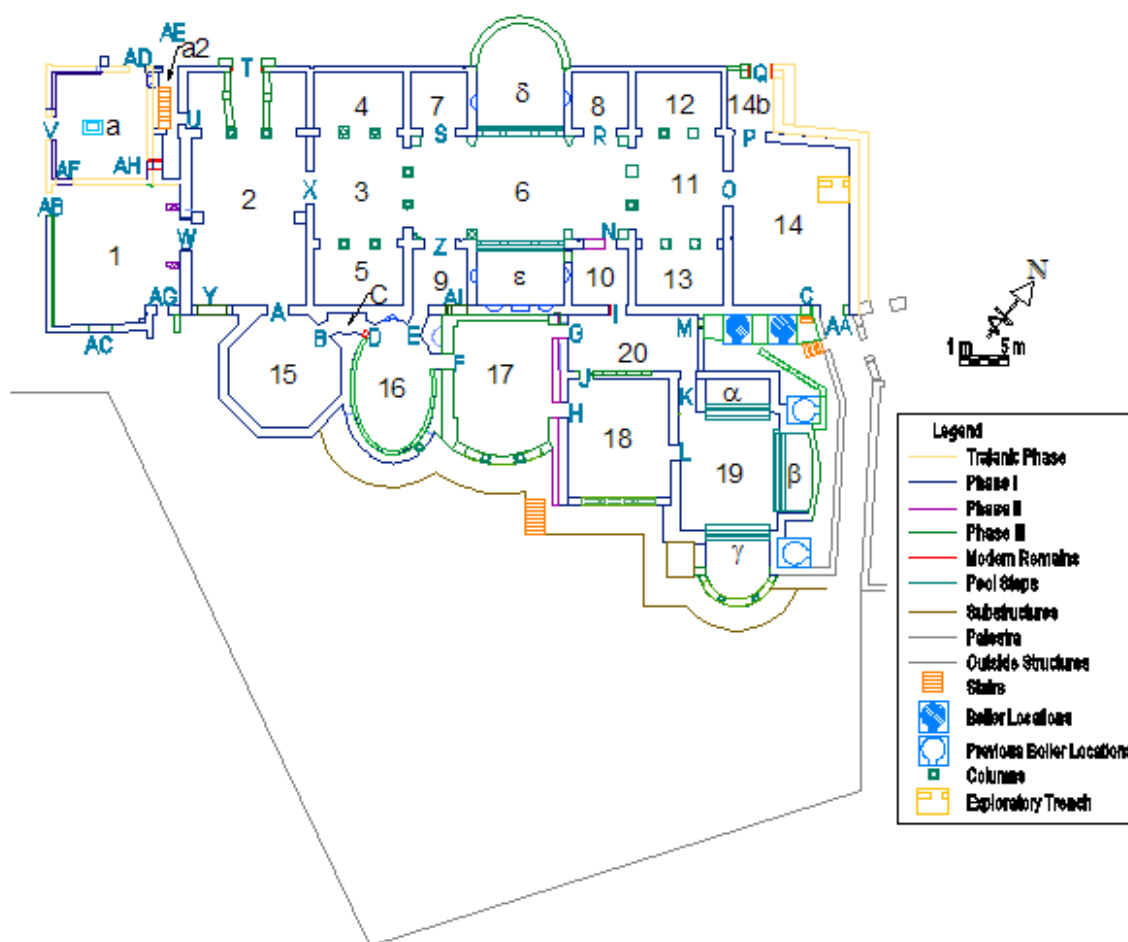 AE
AD a2 T Q
4 7 δ 8 12 14b
V a U S R P
AF AH
AB 2 X 3 6 11 O 14
1 W Z N
5 9 ε 10 13
AG Y A C AI I C AA
AC B D E G M
15 16 F 17 20
J K α
H
18 L 19 β
γ
N
1 m 5 m
Legend
Trajanic Phase
Phase I
Phase II
Phase III
Modern Remains
Pool Steps
Substructures
Palestra
Outside Structures
Stairs
Boiler Locations
Previous Boiler Locations
Columns
Exploratory Trench